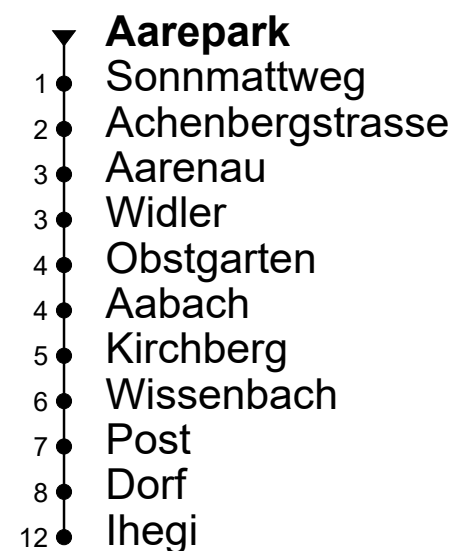 Aarepark
1 Sonnmattweg
2 Achenbergstrasse
3 Aarenau
3 Widler
4 Obstgarten
4 Aabach
5 Kirchberg
6 Wissenbach
7 Post
8 Dorf
12 Ihegi